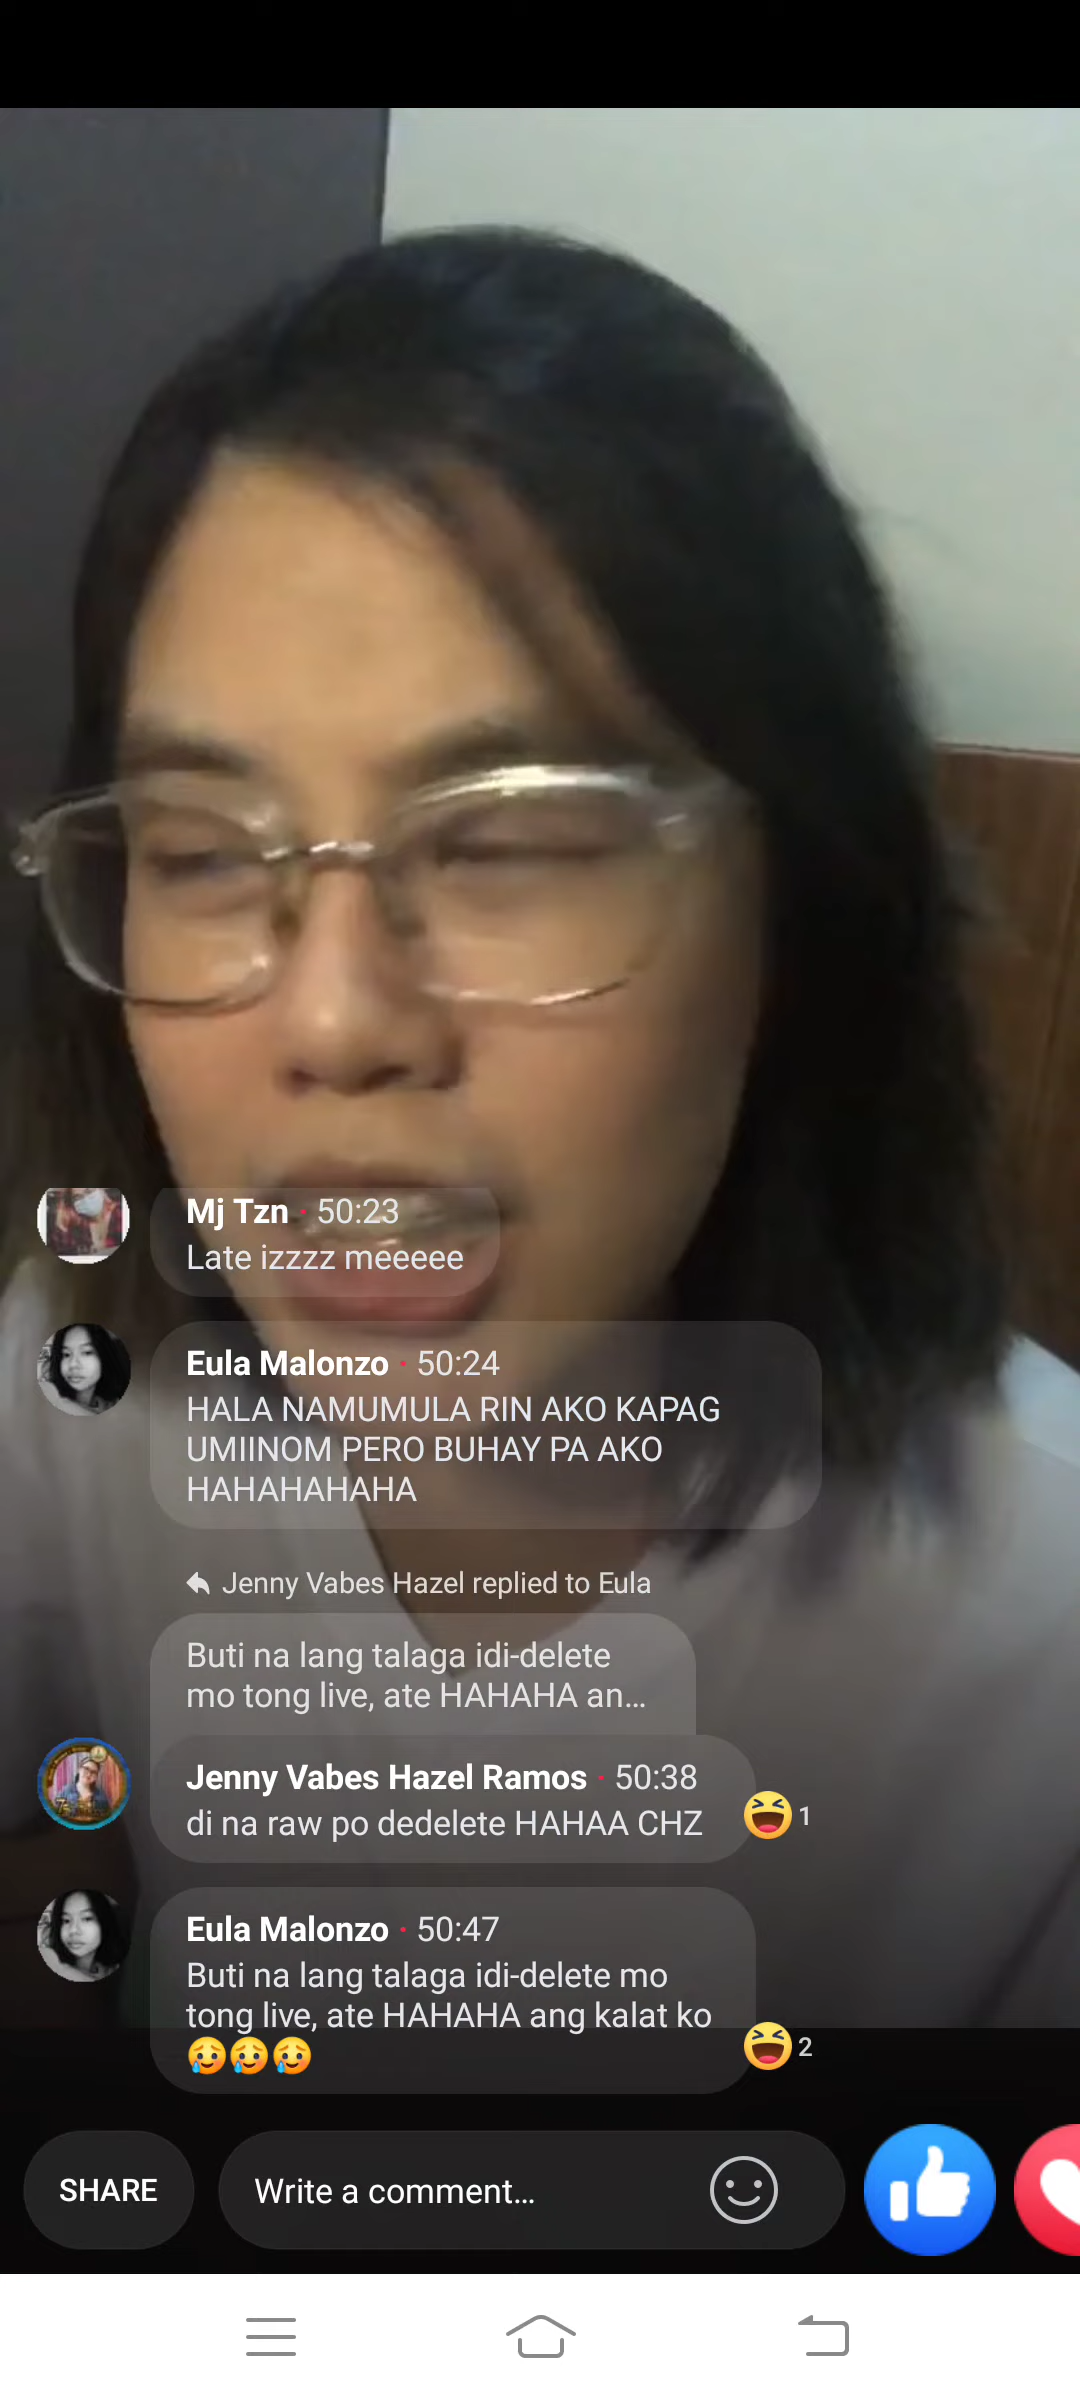 Mj Tzn · 50:23
Late izzzz meeeee
Eula Malonzo · 50:24
HALA NAMUMULA RIN AKO KAPAG
UMIINOM PERO BUHAY PA AKO
HAHAHAHAHA
Jenny Vabes Hazel replied to Eula
Buti na lang talaga idi-delete
mo tong live, ate HAHAHA an...
Jenny Vabes Hazel Ramos · 50:38
di na raw po dedelete HAHAA CHZ
1
Eula Malonzo · 50:47
Buti na lang talaga idi-delete mo
tong live, ate HAHAHA ang kalat ko
🥲🥲🥲
2
SHARE
Write a comment...